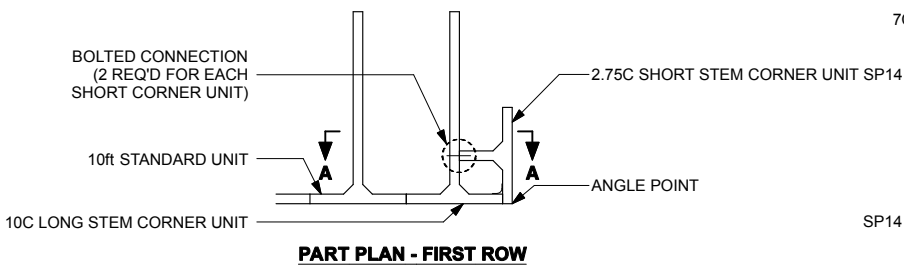 BOLTED CONNECTION
(2 REQ'D FOR EACH
SHORT CORNER UNIT)
7C
2.75C SHORT STEM CORNER UNIT SP14
10ft STANDARD UNIT
A
A
ANGLE POINT
10C LONG STEM CORNER UNIT
SP14
PART PLAN - FIRST ROW